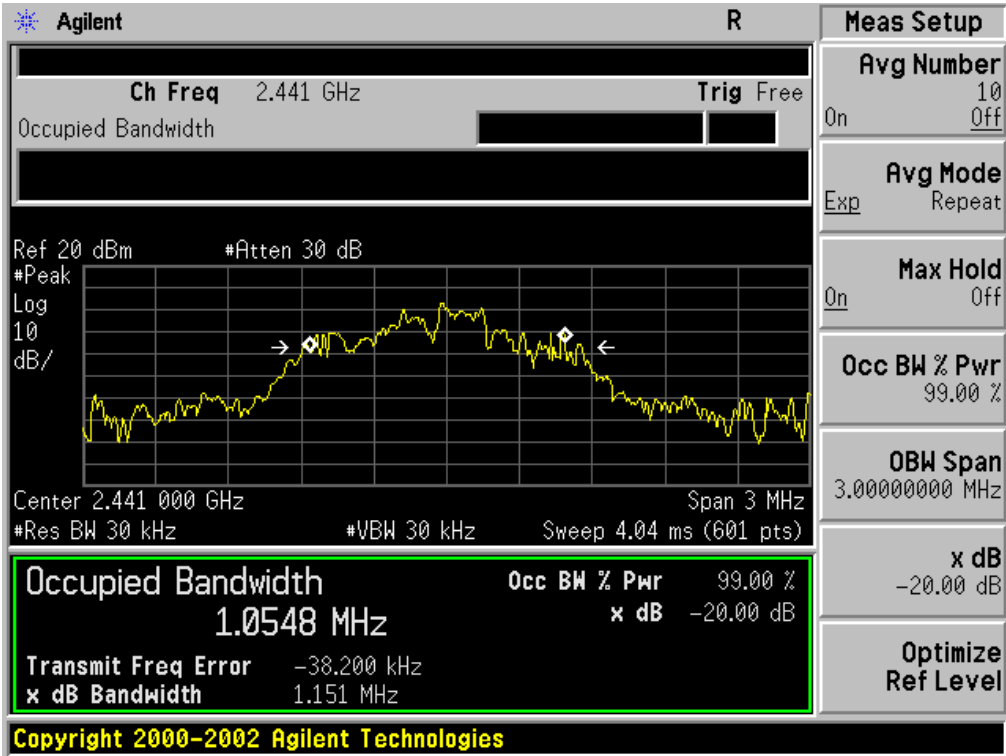 Agilent R
Ch Freq 2.441 GHz Trig Free
Occupied Bandwidth
Ref 20 dBm #Atten 30 dB
#Peak
Log
10
dB/
Center 2.441 000 GHz Span 3 MHz
#Res BW 30 kHz #VBW 30 kHz Sweep 4.04 ms (601 pts)
Occupied Bandwidth
1.0548 MHz
Occ BW % Pwr 99.00 %
x dB -20.00 dB
Transmit Freq Error -38.200 kHz
x dB Bandwidth 1.151 MHz
Copyright 2000-2002 Agilent Technologies
Meas Setup
Avg Number
10
On Off
Avg Mode
Exp Repeat
Max Hold
On Off
Occ BW % Pwr
99.00 %
OBW Span
3.00000000 MHz
x dB
-20.00 dB
Optimize
Ref Level